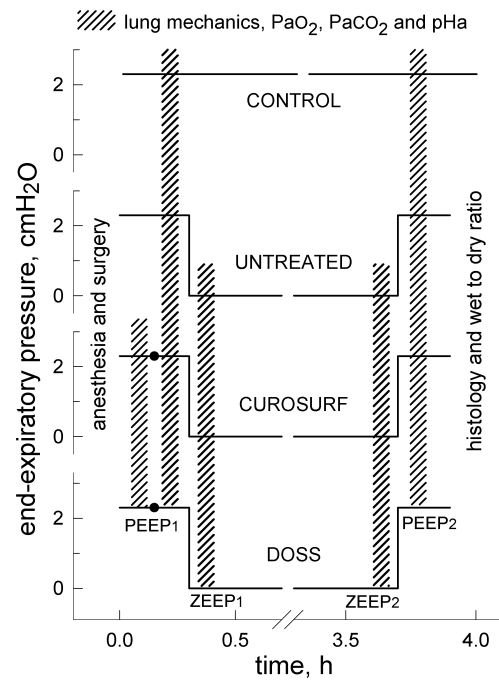 lung mechanics, PaO₂, PaCO₂ and pHa
end-expiratory pressure, cmH₂O
anesthesia and surgery
histology and wet to dry ratio
2
CONTROL
0
2
UNTREATED
0
2
CUROSURF
0
2
PEEP1
PEEP2
DOSS
0
ZEEP1
ZEEP2
0.0
0.5
3.5
4.0
time, h